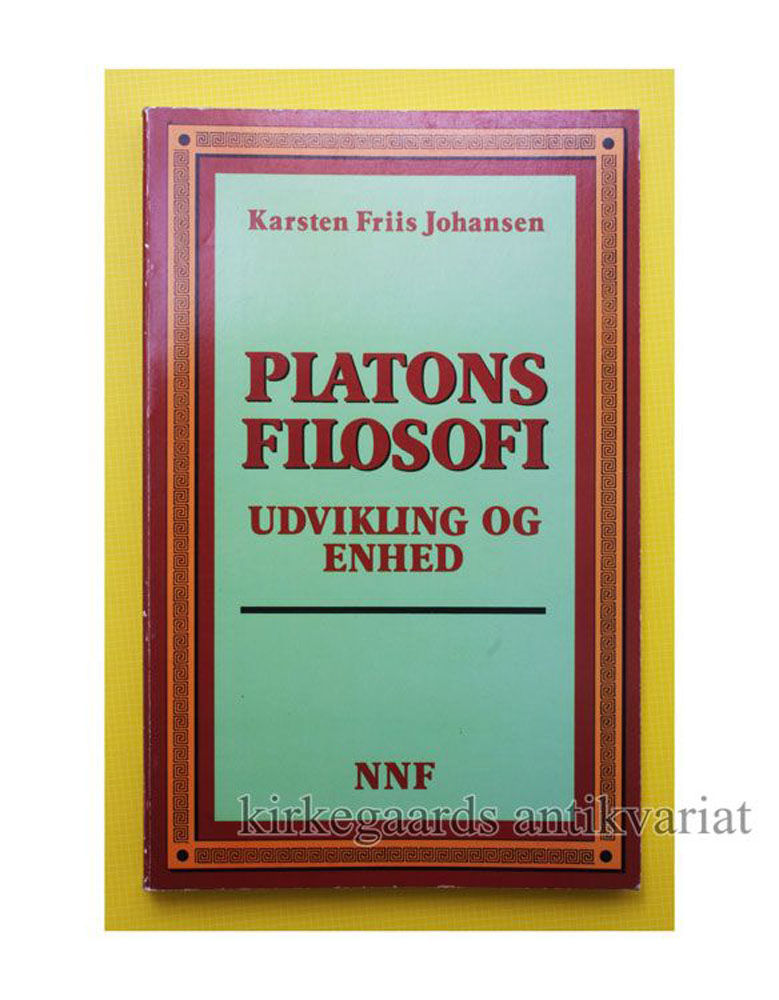 Karsten Friis Johansen
PLATONS
FILOSOFI
UDVIKLING OG
ENHED
NNF
kirkegaards antikvariat